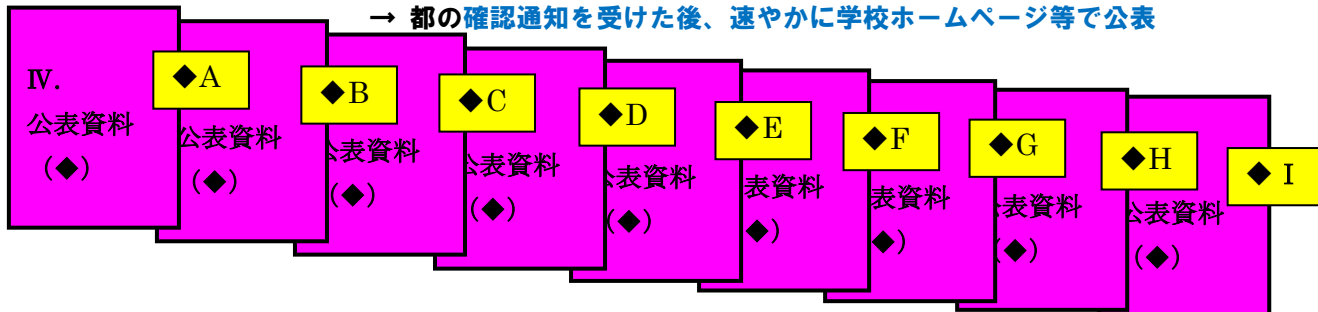 → 都の確認通知を受けた後、速やかに学校ホームページ等で公表
Ⅳ.
公表資料
(◆)
◆A
公表資料
(◆)
◆B
公表資料
(◆)
◆C
公表資料
(◆)
◆D
公表資料
(◆)
◆E
表資料
◆)
◆F
表資料
◆)
◆G
公表資料
(◆)
◆H
公表資料
(◆)
◆ I